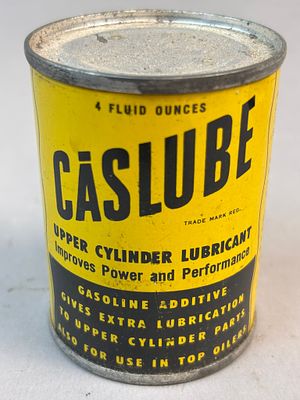 4 FLUID OUNCES
CĀSLUBE
TRADE MARK REG.
UPPER CYLINDER LUBRICANT
Improves Power and Performance
GASOLINE ADDITIVE
GIVES EXTRA LUBRICATION
TO UPPER CYLINDER PARTS
ALSO FOR USE IN TOP OILERS